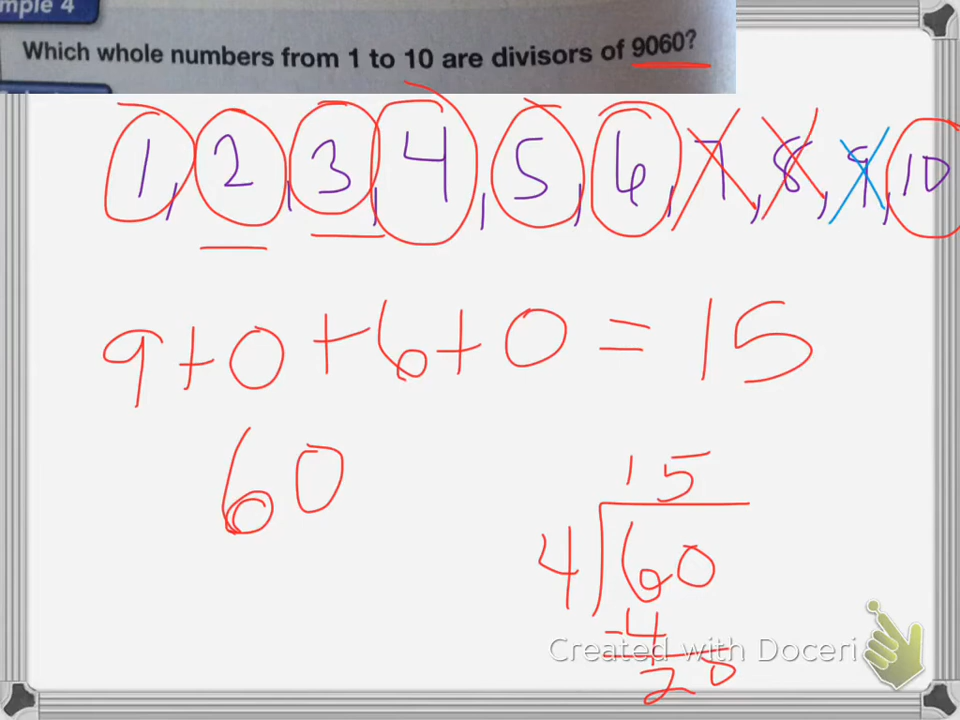 mple 4
Which whole numbers from 1 to 10 are divisors of 9060?
1, 2, 3, 4, 5, 6, 7, 8, 9, 10
9+0+6+0=15
60
15
4 60
-4
20
Created with Doceri